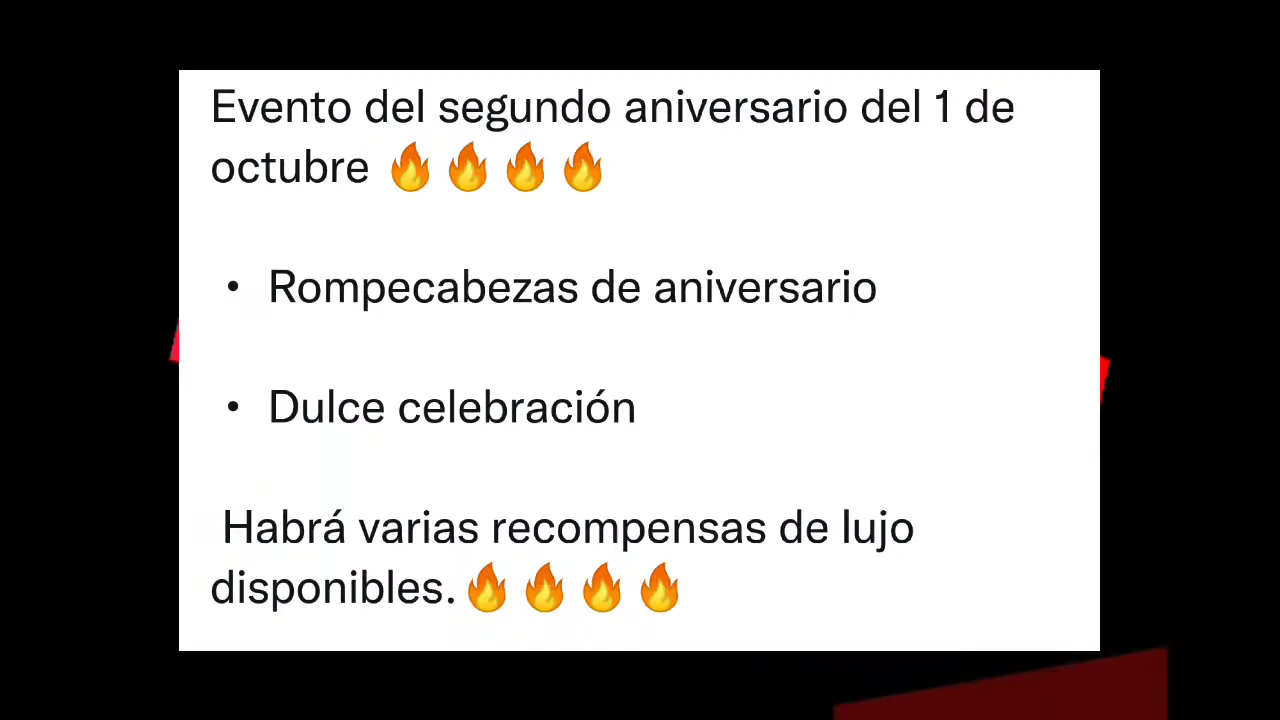 Evento del segundo aniversario del 1 de
octubre 🔥🔥🔥🔥
• Rompecabezas de aniversario
• Dulce celebración
Habrá varias recompensas de lujo
disponibles.🔥🔥🔥🔥